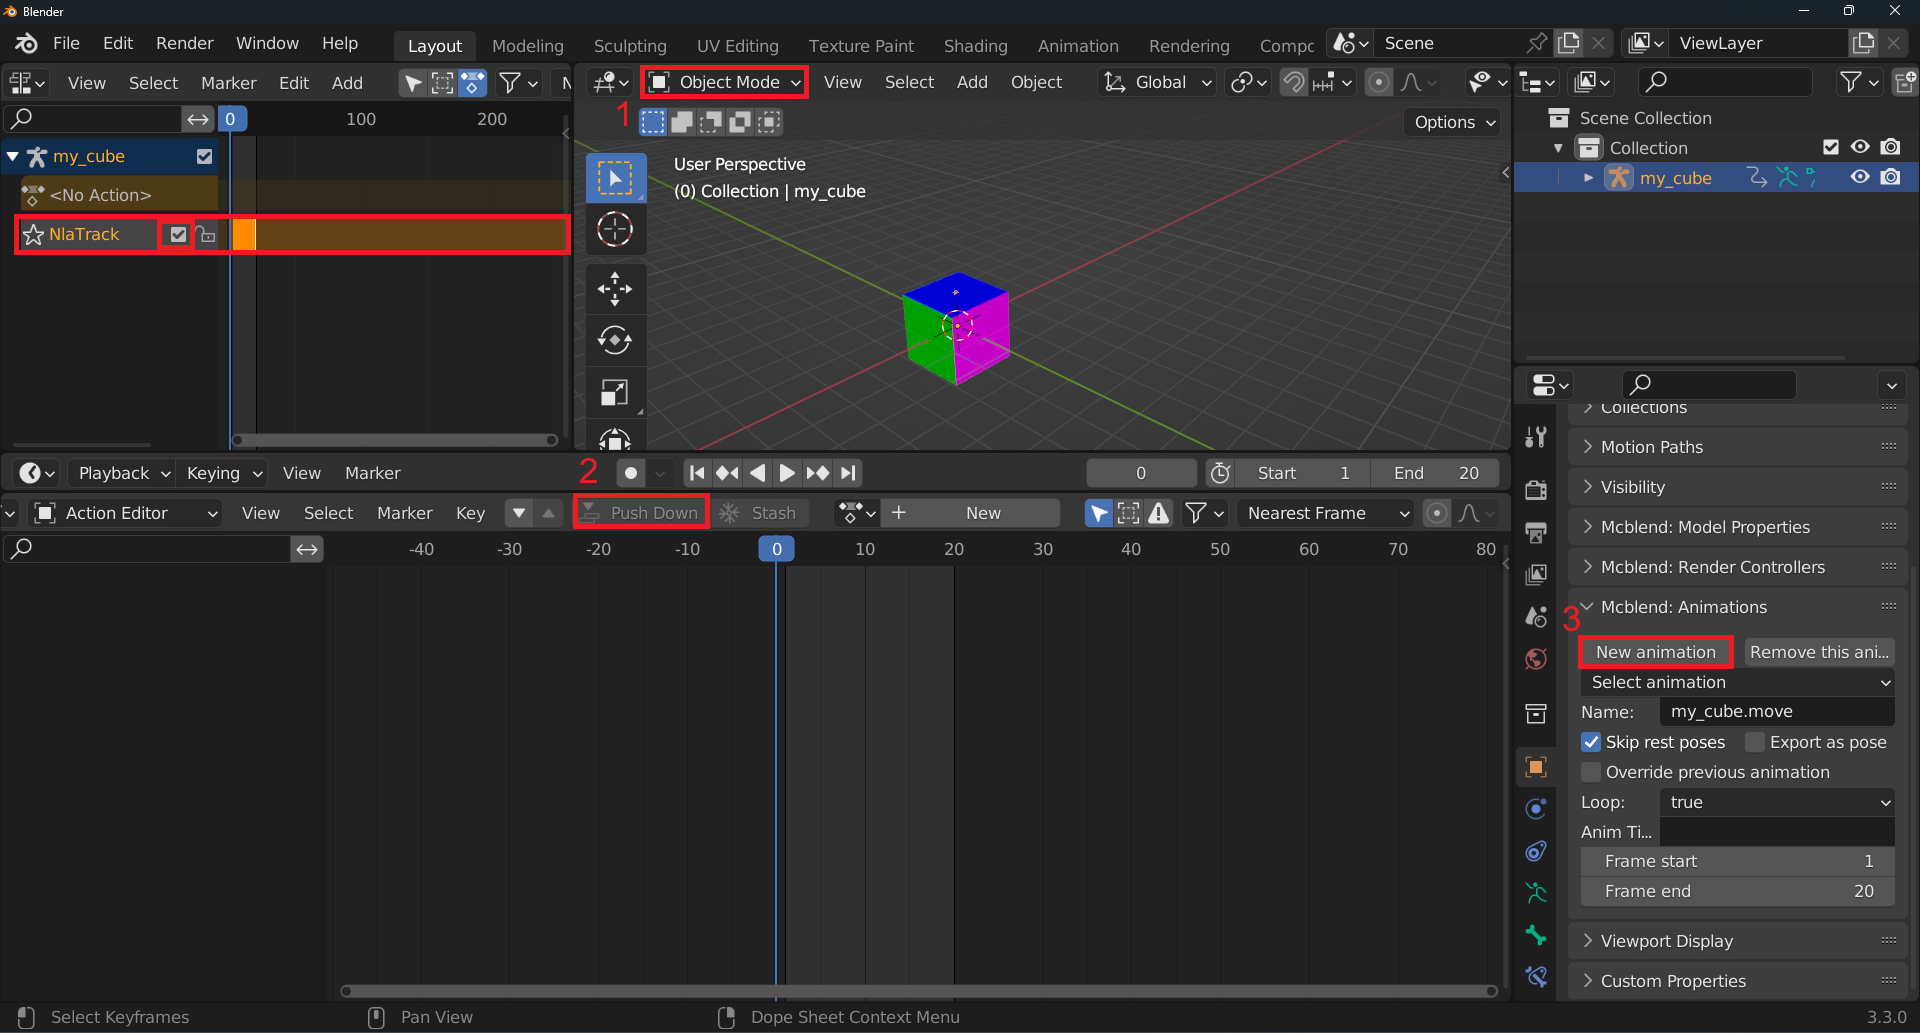 Blender
File Edit Render Window Help Layout Modeling Sculpting UV Editing Texture Paint Shading Animation Rendering Compc Scene ViewLayer
View Select Marker Edit Add
Object Mode View Select Add Object Global
1
0 100 200
Options
my_cube
<No Action>
NlaTrack
User Perspective
(0) Collection | my_cube
Scene Collection
Collection
my_cube
Playback Keying View Marker
2
0 Start 1 End 20
Action Editor View Select Marker Key Push Down Stash New Nearest Frame
-40 -30 -20 -10 0 10 20 30 40 50 60 70 80
Collections
Motion Paths
Visibility
Mcblend: Model Properties
Mcblend: Render Controllers
Mcblend: Animations
3
New animation Remove this ani...
Select animation
Name: my_cube.move
Skip rest poses Export as pose
Override previous animation
Loop: true
Anim Ti...
Frame start 1
Frame end 20
Viewport Display
Custom Properties
Select Keyframes Pan View Dope Sheet Context Menu 3.3.0